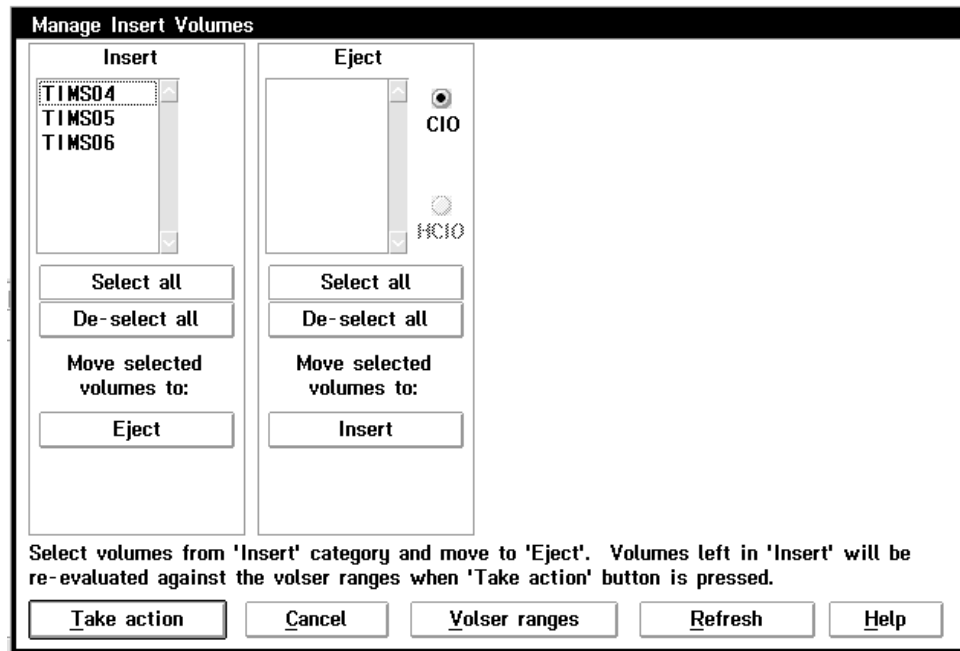 Manage Insert Volumes
Insert
TIMS04
TIMS05
TIMS06
Select all
De-select all
Move selected
volumes to:
Eject
Eject
CIO
HCIO
Select all
De-select all
Move selected
volumes to:
Insert
Select volumes from 'Insert' category and move to 'Eject'.  Volumes left in 'Insert' will be
re-evaluated against the volser ranges when 'Take action' button is pressed.
Take action
Cancel
Volser ranges
Refresh
Help